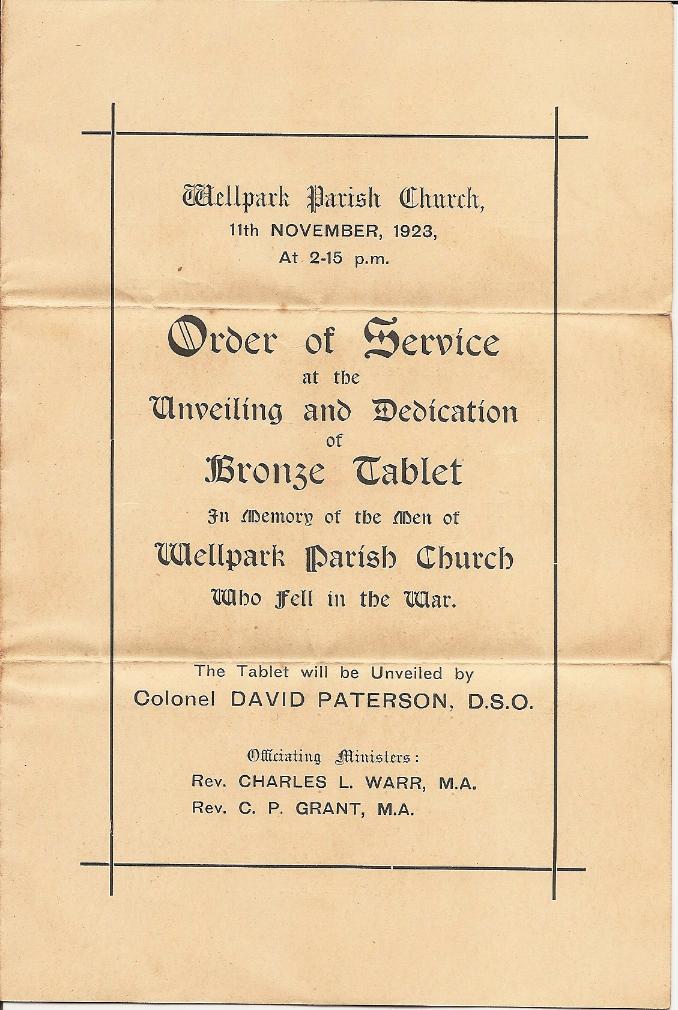 Wellpark Parish Church,
11th NOVEMBER, 1923,
At 2-15 p.m.
Order of Service
at the
Unveiling and Dedication
of
Bronze Tablet
In Memory of the Men of
Wellpark Parish Church
Who Fell in the War.
The Tablet will be Unveiled by
Colonel DAVID PATERSON, D.S.O.
Officiating Ministers:
Rev. CHARLES L. WARR, M.A.
Rev. C. P. GRANT, M.A.